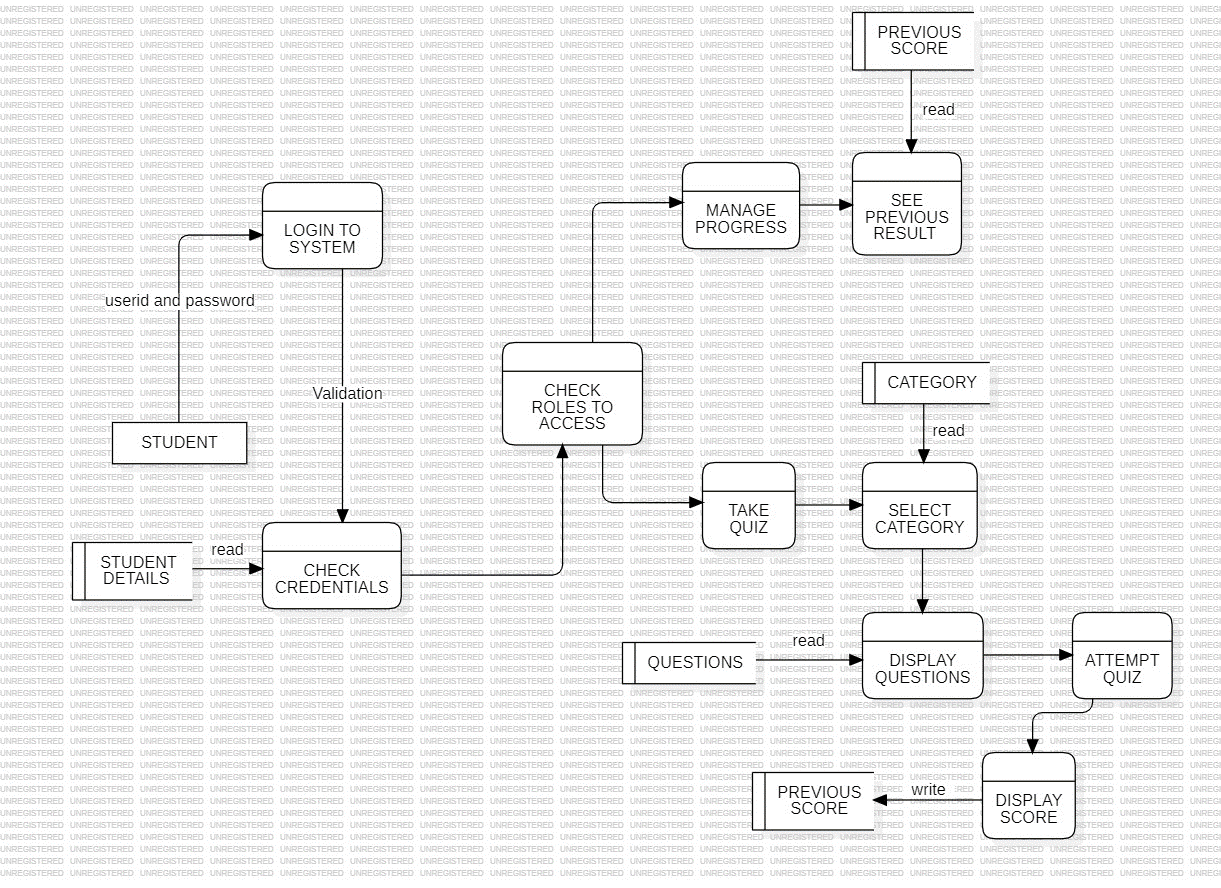 PREVIOUS
SCORE
read
MANAGE
PROGRESS
SEE
PREVIOUS
RESULT
LOGIN TO
SYSTEM
userid and password
Validation
CHECK
ROLES TO
ACCESS
CATEGORY
read
STUDENT
TAKE
QUIZ
SELECT
CATEGORY
STUDENT
DETAILS
read
CHECK
CREDENTIALS
QUESTIONS
read
DISPLAY
QUESTIONS
ATTEMPT
QUIZ
PREVIOUS
SCORE
write
DISPLAY
SCORE
UNREGISTERED